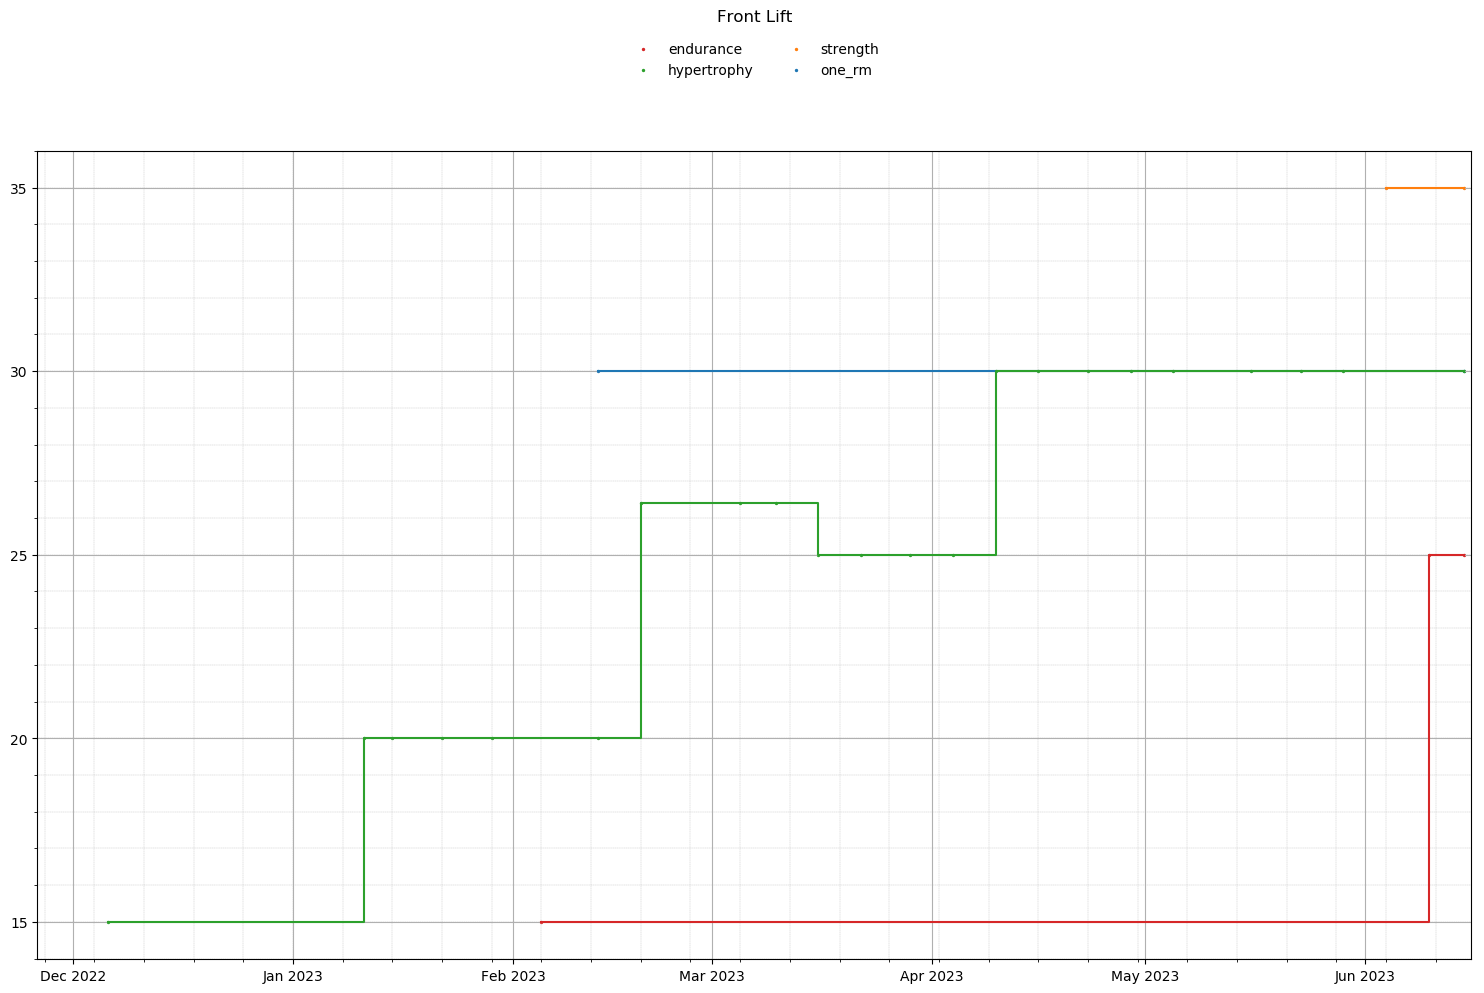 Front Lift
endurance strength
hypertrophy one_rm
35
30
25
20
15
Dec 2022 Jan 2023 Feb 2023 Mar 2023 Apr 2023 May 2023 Jun 2023